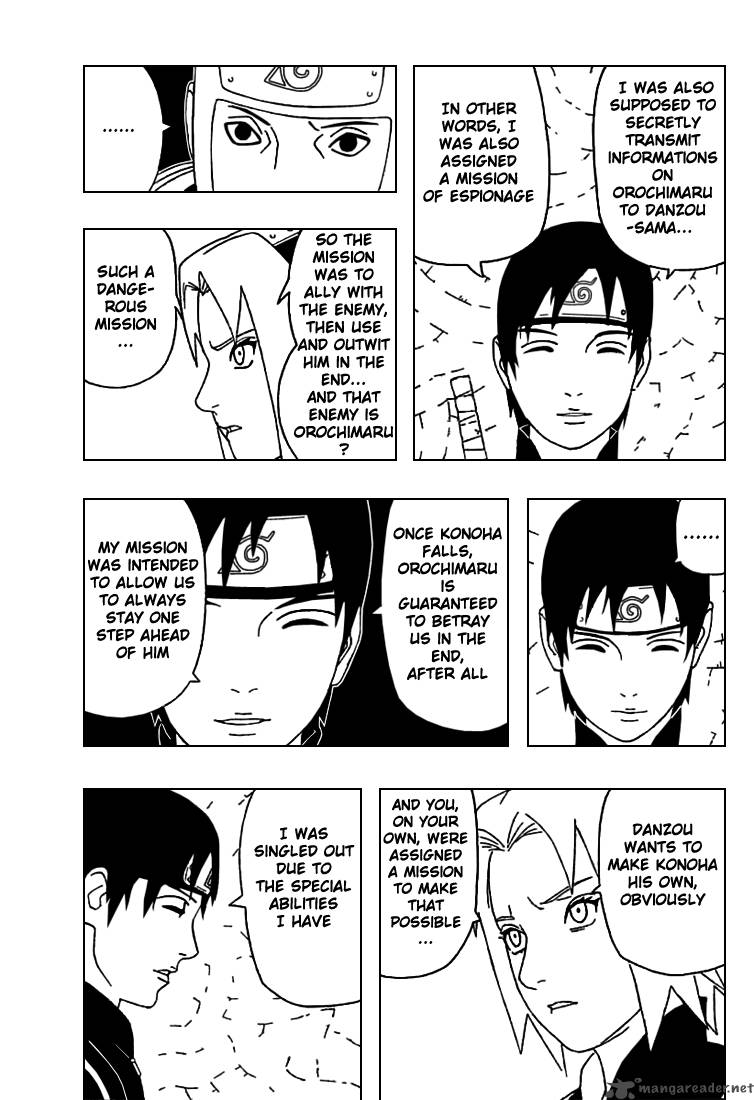 I WAS ALSO
SUPPOSED TO
SECRETLY
TRANSMIT
INFORMATIONS
ON
OROCHIMARU
TO DANZOU
-SAMA...
IN OTHER
WORDS, I
WAS ALSO
ASSIGNED
A MISSION
OF ESPIONAGE
......
SO THE
MISSION
WAS TO
ALLY WITH
THE ENEMY,
THEN USE
AND OUTWIT
HIM IN THE
END...
AND THAT
ENEMY IS
OROCHIMARU
?
SUCH A
DANGE-
ROUS
MISSION
...
......
ONCE KONOHA
FALLS,
OROCHIMARU
IS
GUARANTEED
TO BETRAY
US IN THE
END,
AFTER ALL
MY MISSION
WAS INTENDED
TO ALLOW US
TO ALWAYS
STAY ONE
STEP AHEAD
OF HIM
DANZOU
WANTS TO
MAKE KONOHA
HIS OWN,
OBVIOUSLY
AND YOU,
ON YOUR
OWN, WERE
ASSIGNED
A MISSION
TO MAKE
THAT
POSSIBLE
...
I WAS
SINGLED OUT
DUE TO
THE SPECIAL
ABILITIES
I HAVE
mangareader.net